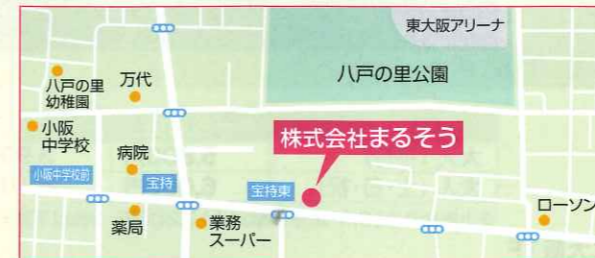 東大阪アリーナ
八戸の里公園
八戸の里
幼稚園
万代
小阪
中学校
株式会社まるそう
病院
小阪中学校前
宝持
宝持東
薬局
業務
スーパー
ローソン